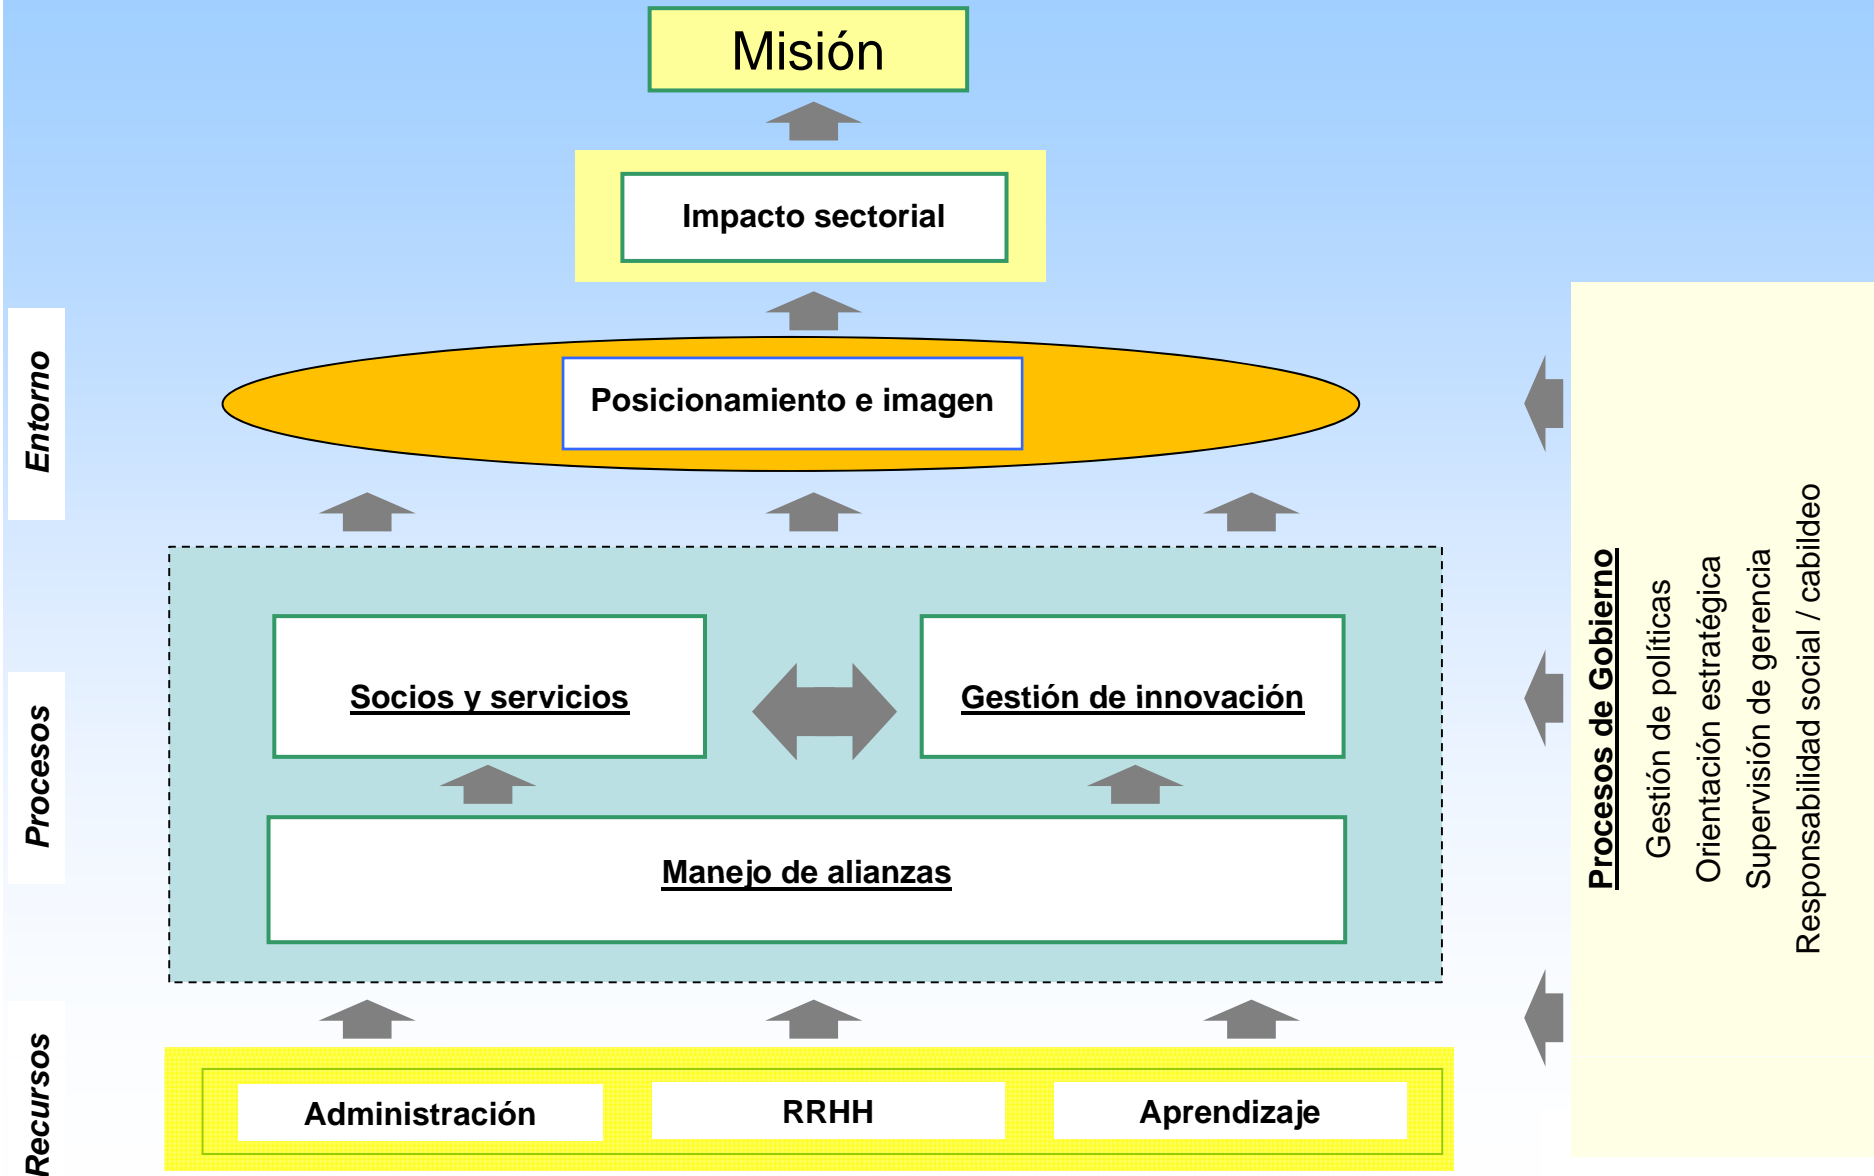 Misión
Impacto sectorial
Entorno
Posicionamiento e imagen
Procesos
Socios y servicios
Gestión de innovación
Manejo de alianzas
Recursos
Administración
RRHH
Aprendizaje
Procesos de Gobierno
Gestión de políticas
Orientación estratégica
Supervisión de gerencia
Responsabilidad social / cabildeo